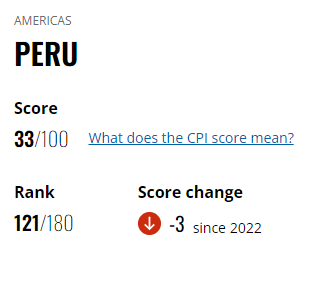 AMERICAS
PERU
Score
33/100 What does the CPI score mean?
Rank Score change
121/180 -3 since 2022